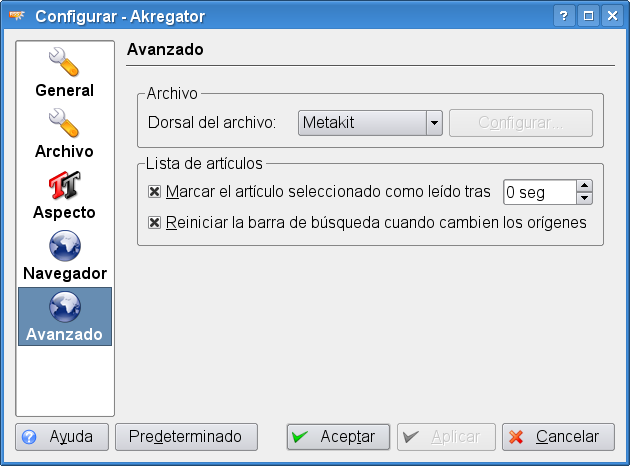 Configurar - Akregator
General
Archivo
Aspecto
Navegador
Avanzado
Avanzado
Archivo
Dorsal del archivo: Metakit Configurar...
Lista de artículos
Marcar el artículo seleccionado como leído tras 0 seg
Reiniciar la barra de búsqueda cuando cambien los orígenes
Ayuda Predeterminado Aceptar Aplicar Cancelar